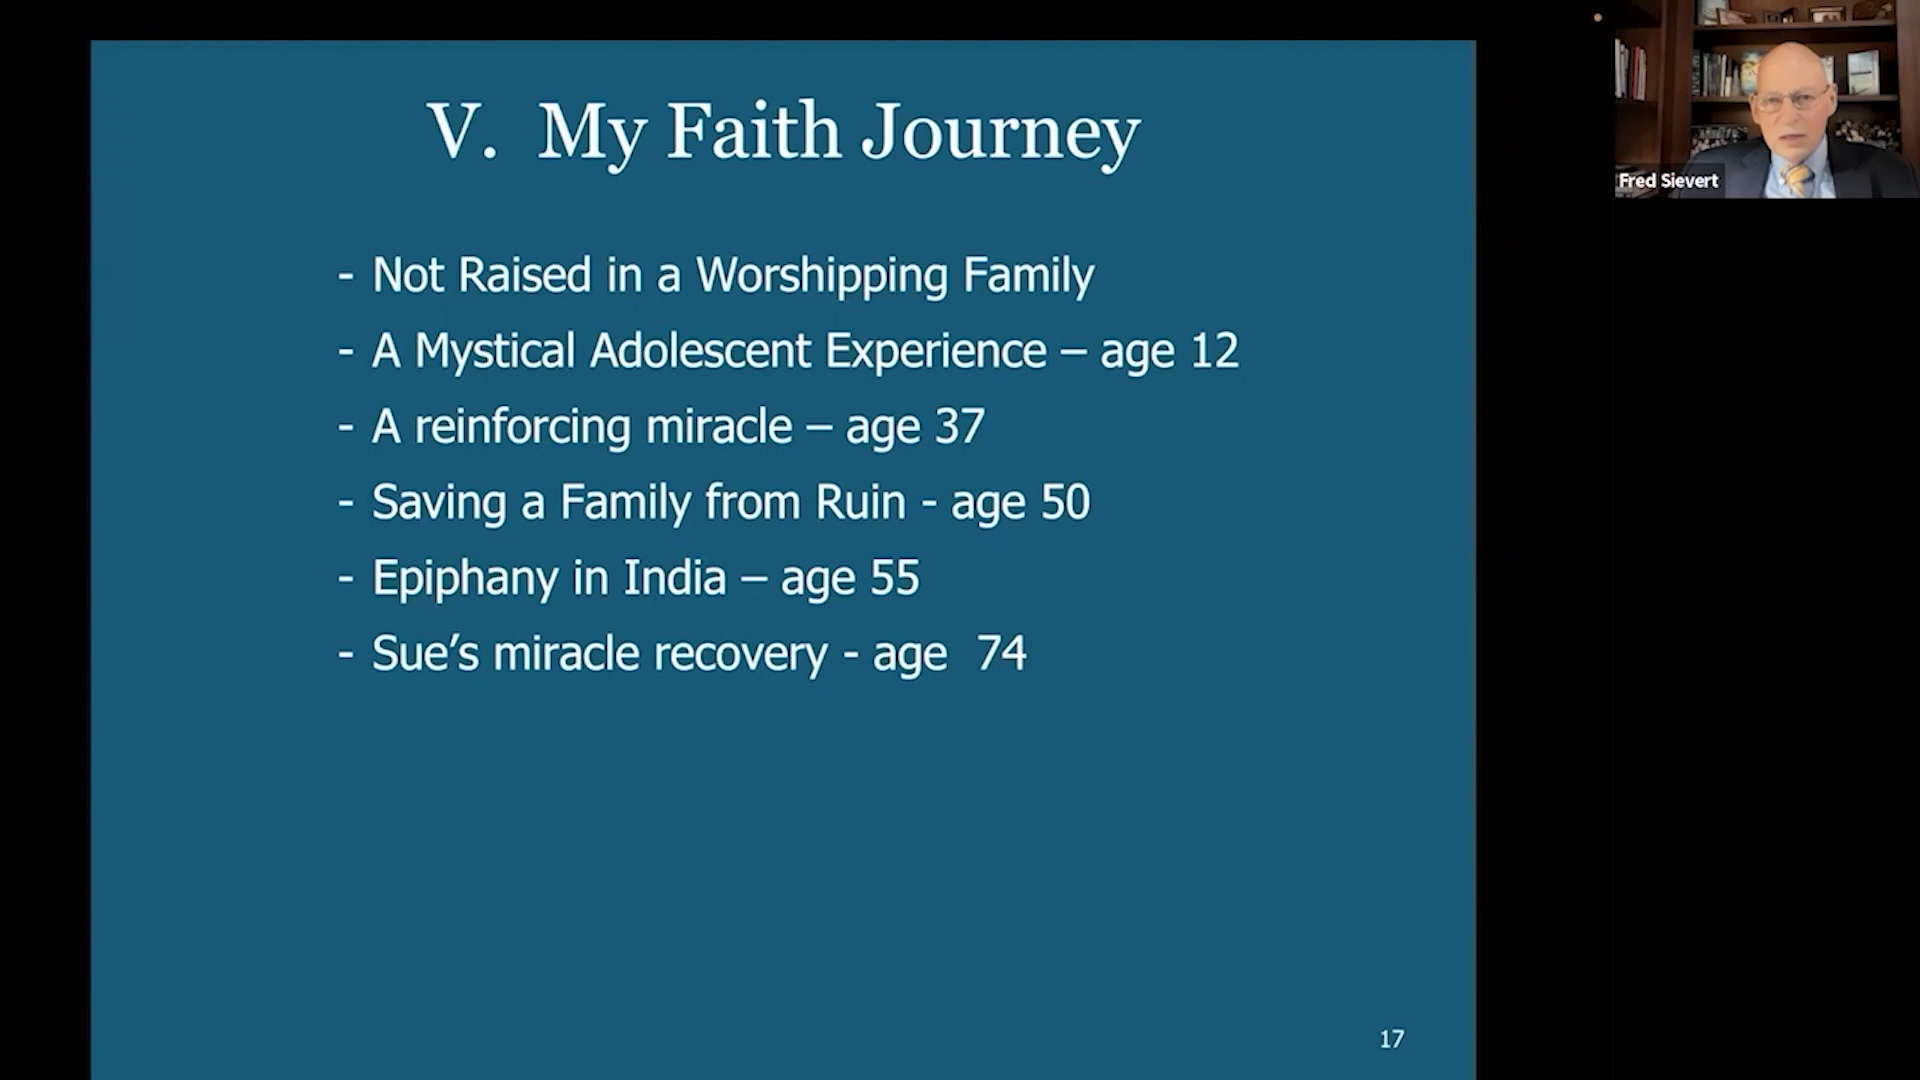 V. My Faith Journey
- Not Raised in a Worshipping Family
- A Mystical Adolescent Experience – age 12
- A reinforcing miracle – age 37
- Saving a Family from Ruin - age 50
- Epiphany in India – age 55
- Sue’s miracle recovery - age 74
17
Fred Sievert